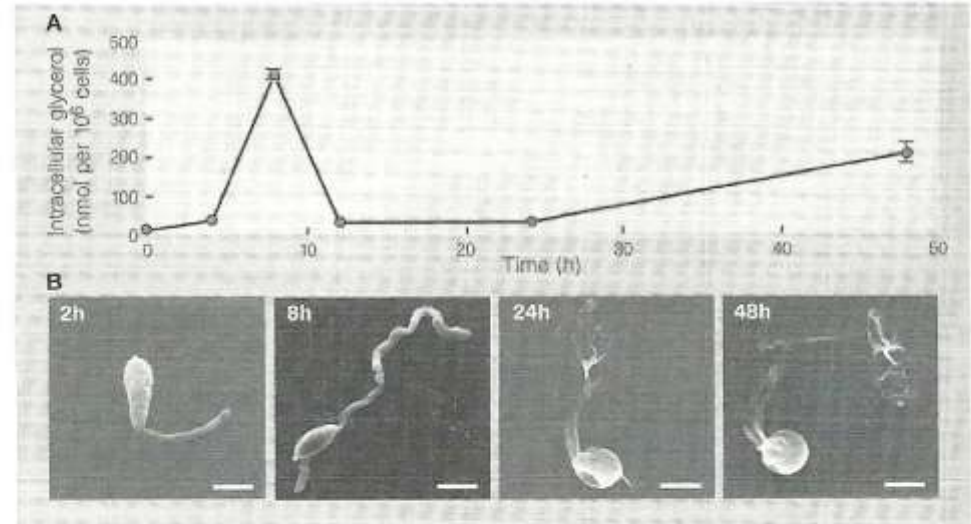 A
Intracellular glycerol
(nmol per 10⁶ cells)
500
400
300
200
100
0
0
10
20
30
40
50
Time (h)
B
2h
8h
24h
48h